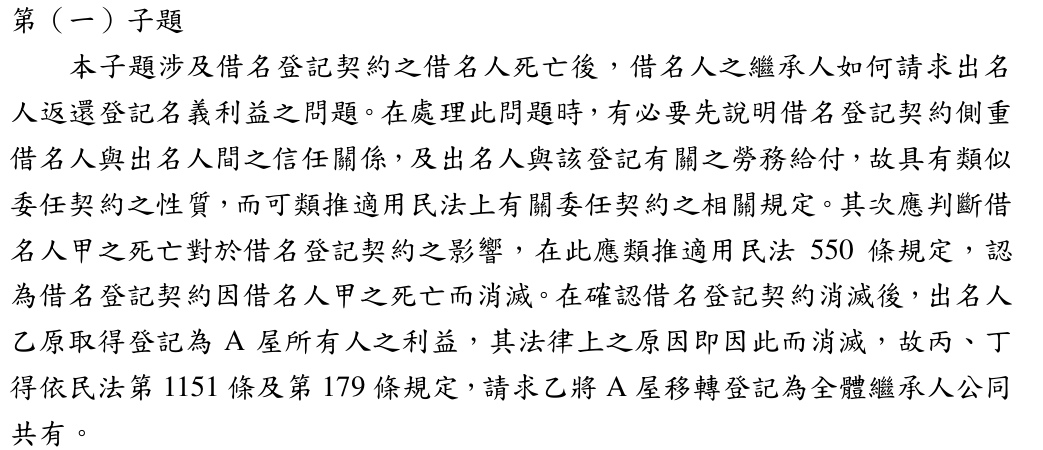 第（一）子題
本子題涉及借名登記契約之借名人死亡後，借名人之繼承人如何請求出名
人返還登記名義利益之問題。在處理此問題時，有必要先說明借名登記契約側重
借名人與出名人間之信任關係，及出名人與該登記有關之勞務給付，故具有類似
委任契約之性質，而可類推適用民法上有關委任契約之相關規定。其次應判斷借
名人甲之死亡對於借名登記契約之影響，在此應類推適用民法 550 條規定，認
為借名登記契約因借名人甲之死亡而消滅。在確認借名登記契約消滅後，出名人
乙原取得登記為 A 屋所有人之利益，其法律上之原因即因此而消滅，故丙、丁
得依民法第 1151 條及第 179 條規定，請求乙將 A 屋移轉登記為全體繼承人公同
共有。